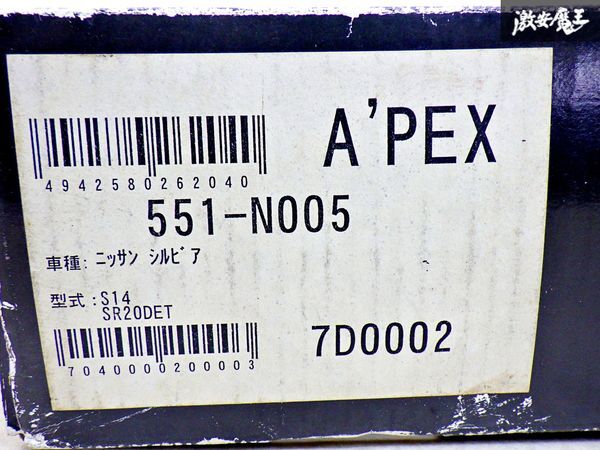 激安魔王
A'PEX
4942580262040
551-N005
車種: ニッサン シルビア
型式: S14
SR20DET
7040000200003
7D0002